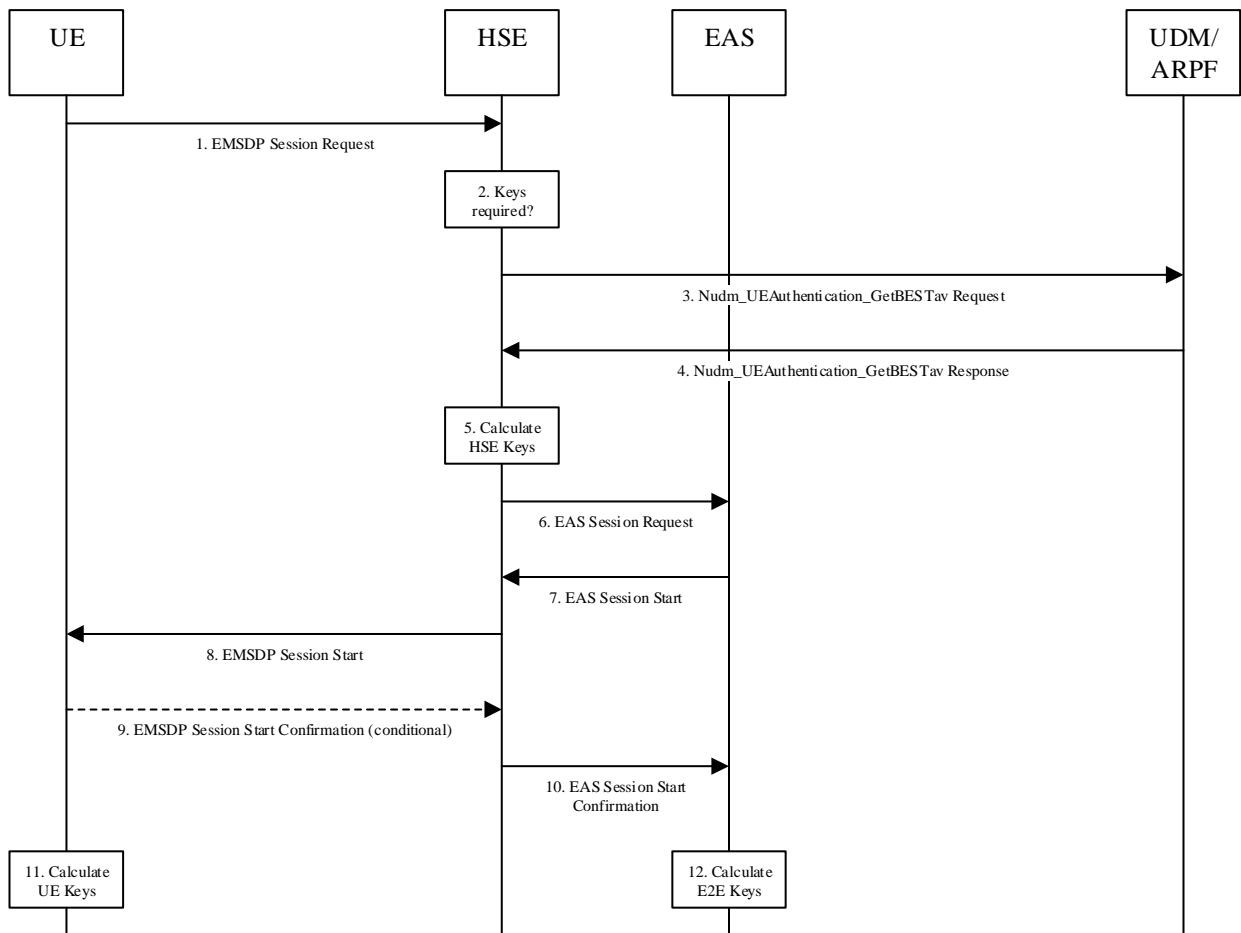 UE
HSE
EAS
UDM/
ARPF
1. EMSDP Session Request
2. Keys
required?
3. Nudm_UEAuthentication_GetBESTav Request
4. Nudm_UEAuthentication_GetBESTav Response
5. Calculate
HSE Keys
6. EAS Session Request
7. EAS Session Start
8. EMSDP Session Start
9. EMSDP Session Start Confirmation (conditional)
10. EAS Session Start
Confirmation
11. Calculate
UE Keys
12. Calculate
E2E Keys